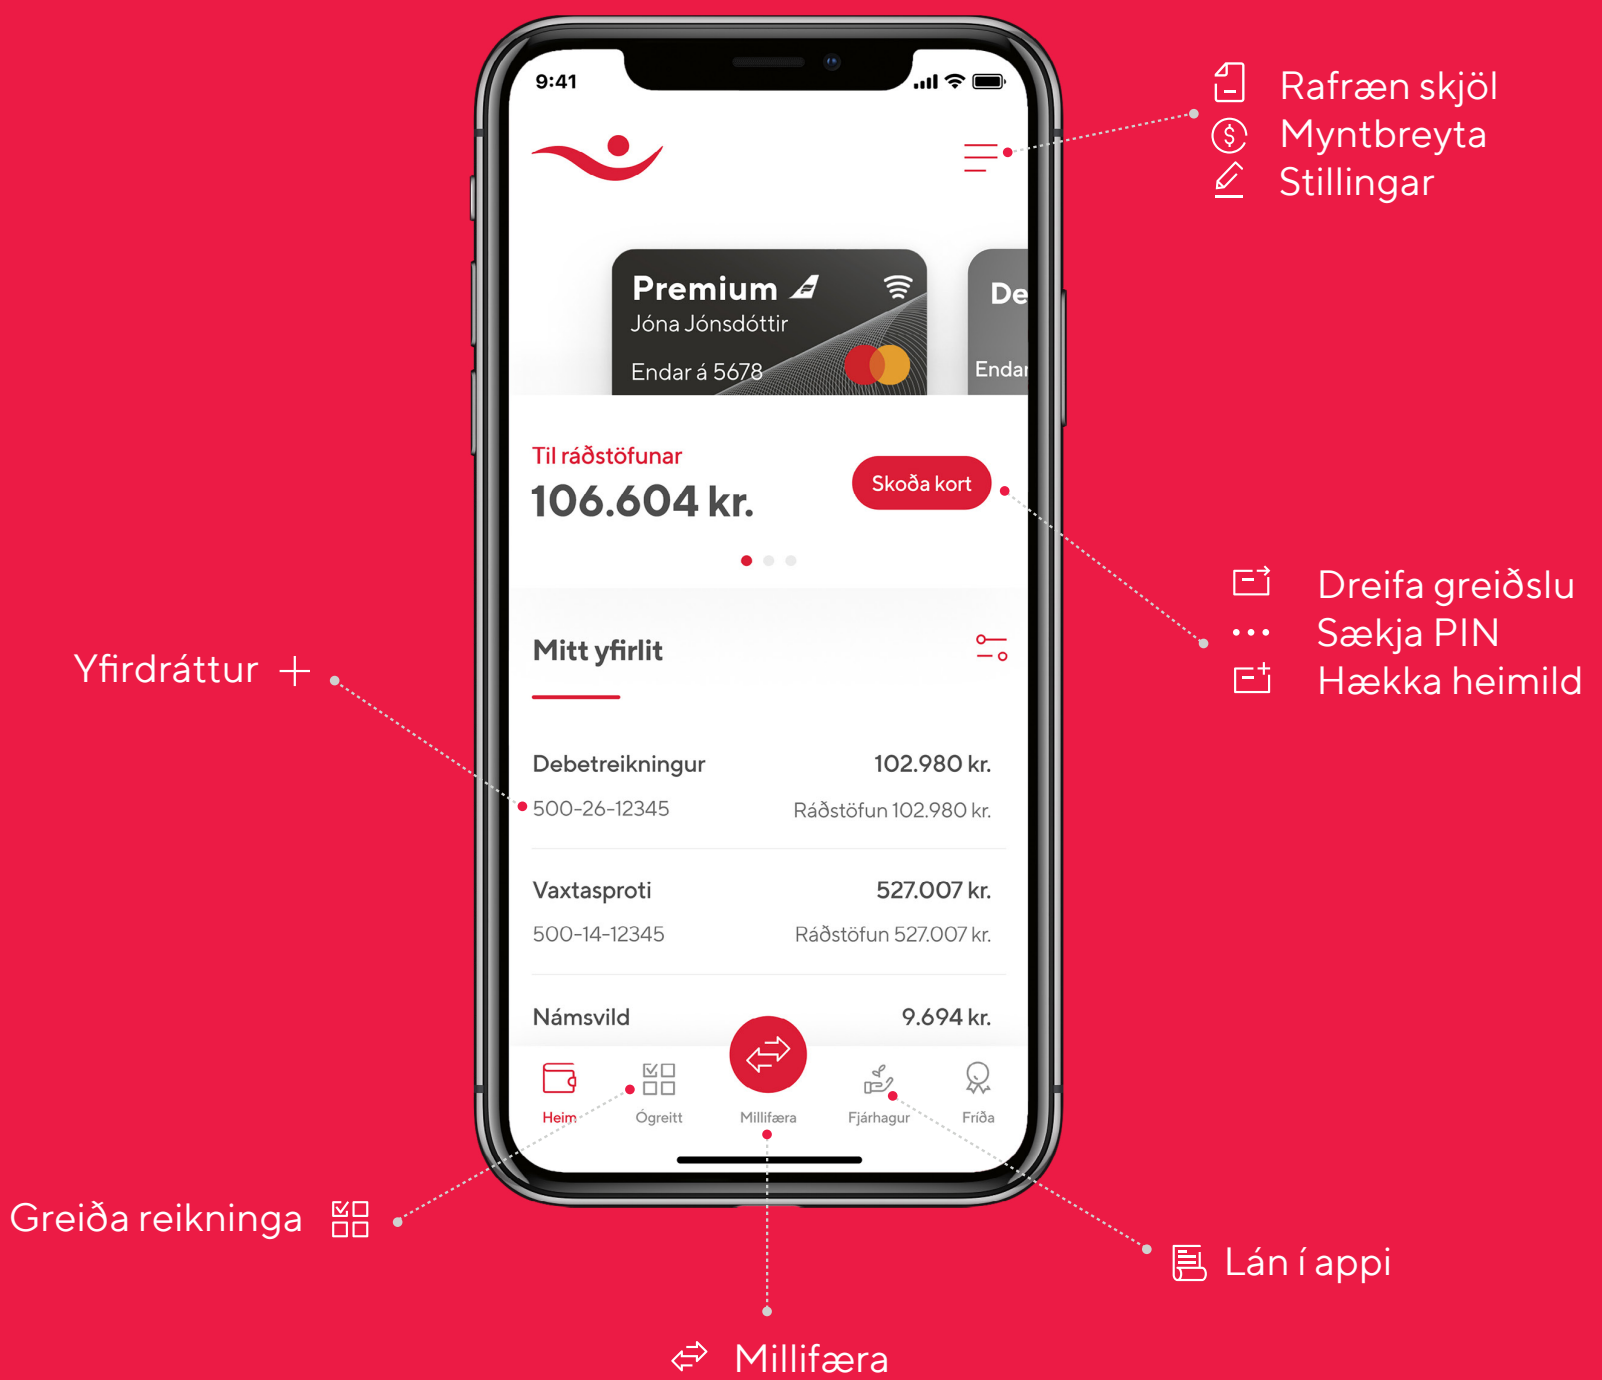 9:41
Rafræn skjöl
Myntbreyta
Stillingar
Premium
Jóna Jónsdóttir
Endar á 5678
De
Endar
Til ráðstöfunar
106.604 kr.
Skoða kort
Dreifa greiðslu
Sækja PIN
Hækka heimild
Mitt yfirlit
Yfirdráttur
Debetreikningur 102.980 kr.
500-26-12345 Ráðstöfun 102.980 kr.
Vaxtasproti 527.007 kr.
500-14-12345 Ráðstöfun 527.007 kr.
Námsvild 9.694 kr.
Heim Ógreitt Millifæra Fjárhagur Fríða
Greiða reikninga
Lán í appi
Millifæra